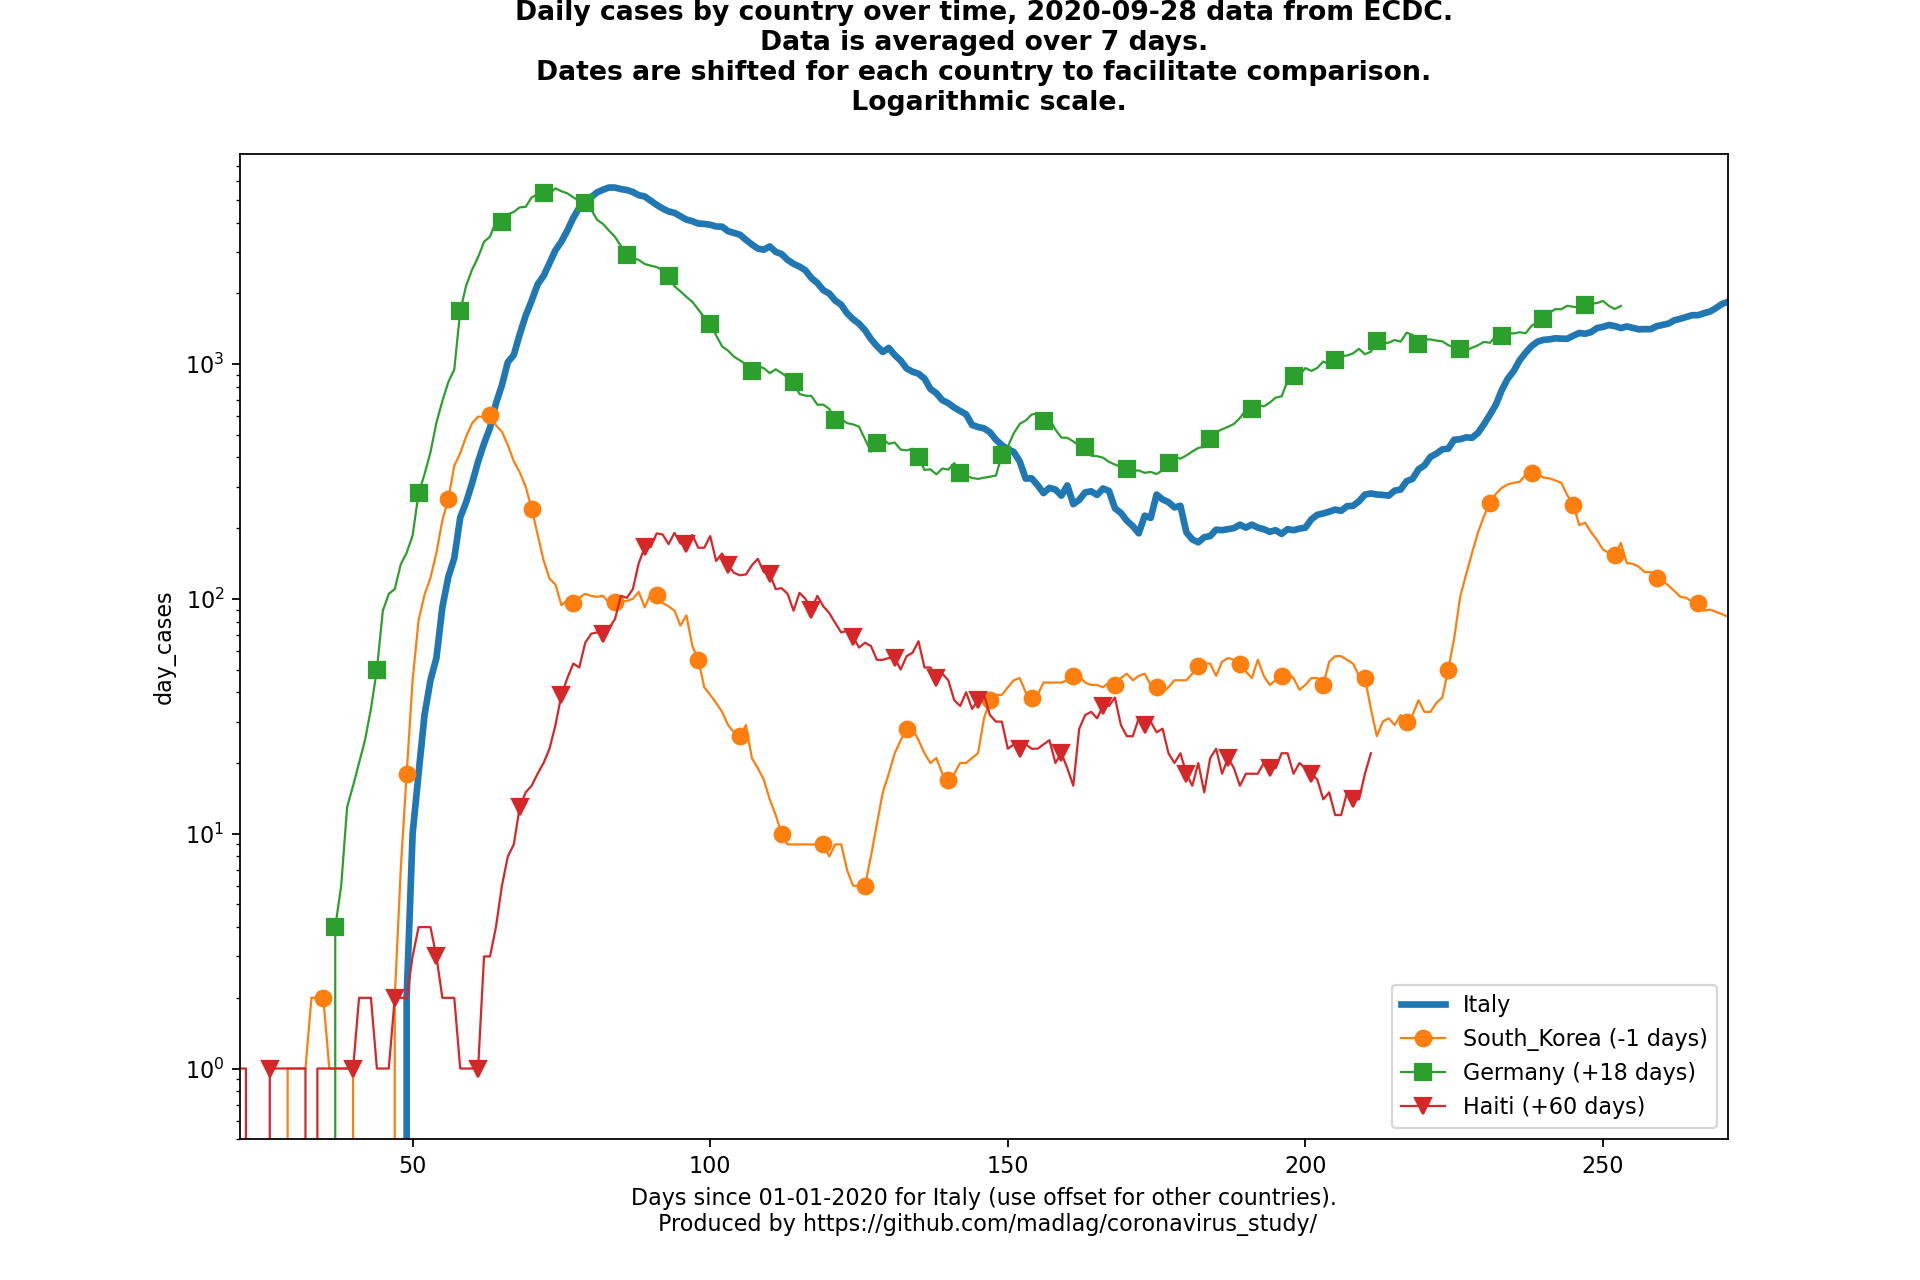 Daily cases by country over time, 2020-09-28 data from ECDC.
Data is averaged over 7 days.
Dates are shifted for each country to facilitate comparison.
Logarithmic scale.
day_cases
10³
10²
10¹
10⁰
50
100
150
200
250
Italy
South_Korea (-1 days)
Germany (+18 days)
Haiti (+60 days)
Days since 01-01-2020 for Italy (use offset for other countries).
Produced by https://github.com/madlag/coronavirus_study/